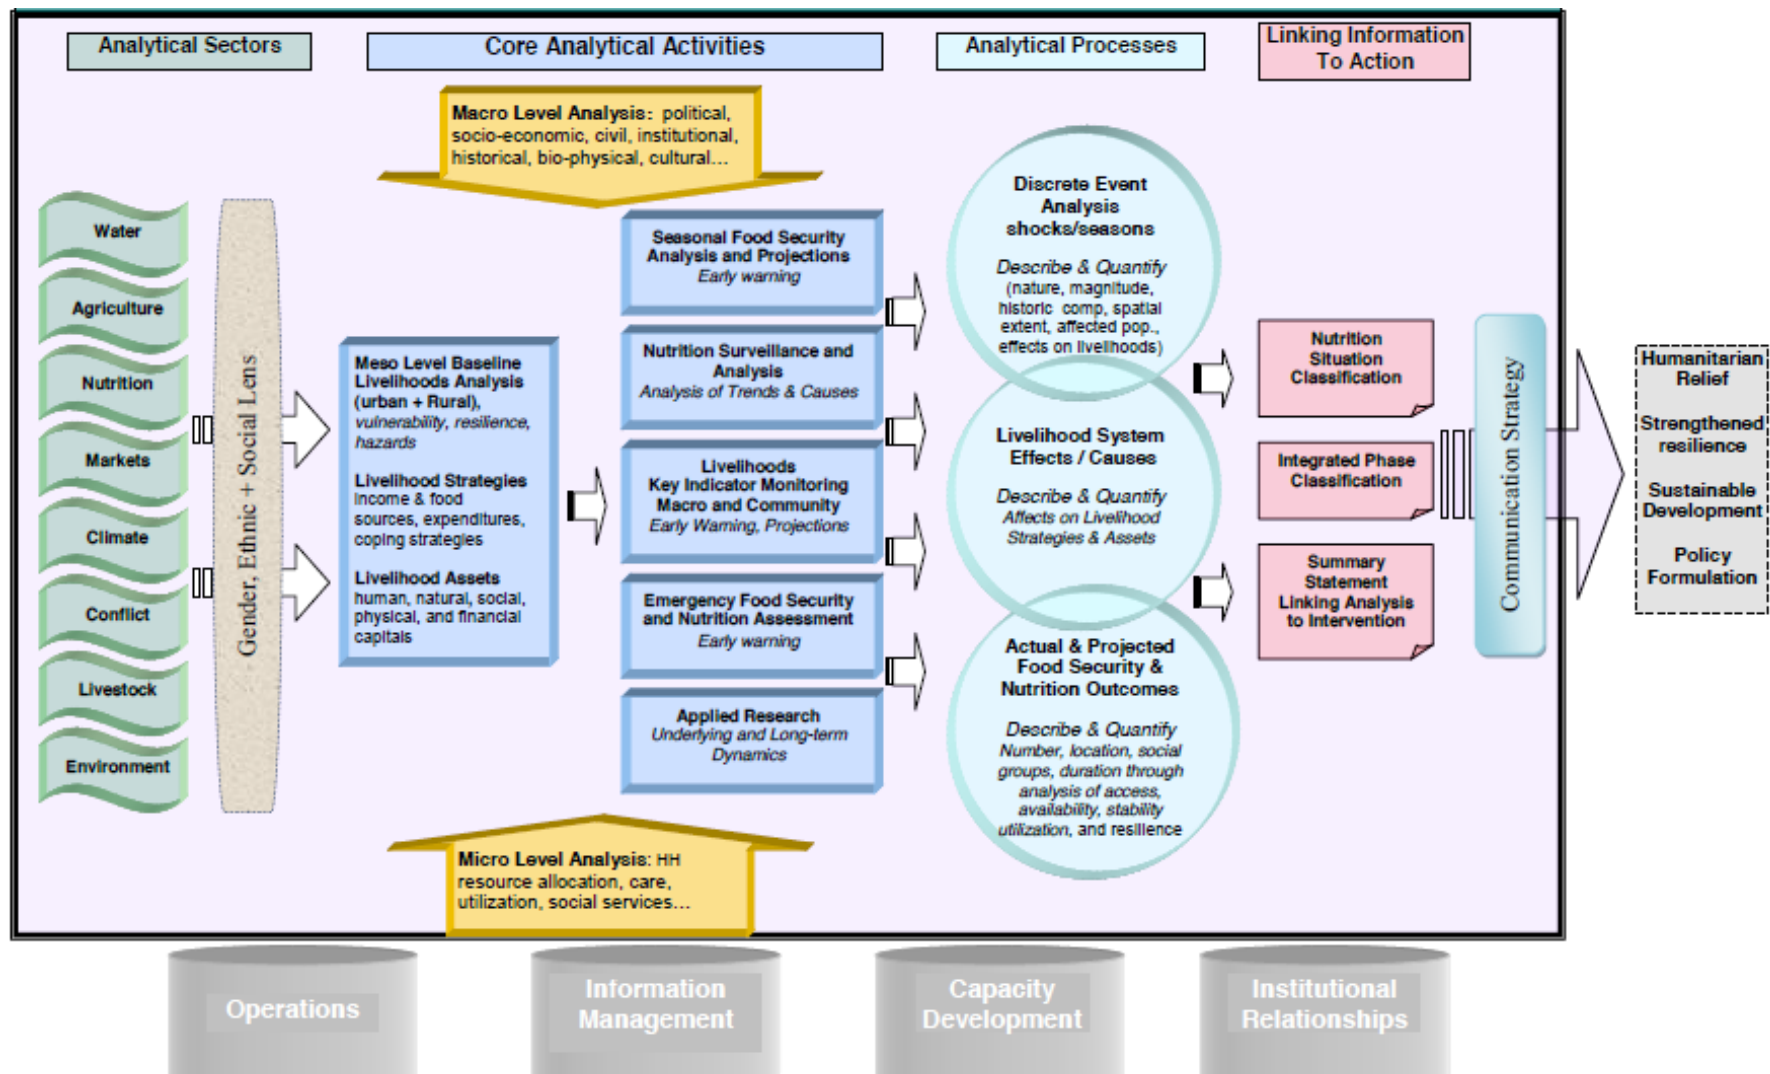 Analytical Sectors
Core Analytical Activities
Analytical Processes
Linking Information
To Action
Macro Level Analysis: political,
socio-economic, civil, institutional,
historical, bio-physical, cultural...
Water
Agriculture
Nutrition
Markets
Climate
Conflict
Livestock
Environment
Gender, Ethnic + Social Lens
Meso Level Baseline
Livelihoods Analysis
(urban + Rural),
vulnerability, resilience,
hazards
Livelihood Strategies
income & food
sources, expenditures,
coping strategies
Livelihood Assets
human, natural, social,
physical, and financial
capitals
Seasonal Food Security
Analysis and Projections
Early warning
Nutrition Surveillance and
Analysis
Analysis of Trends & Causes
Livelihoods
Key Indicator Monitoring
Macro and Community
Early Warning, Projections
Emergency Food Security
and Nutrition Assessment
Early warning
Applied Research
Underlying and Long-term
Dynamics
Micro Level Analysis: HH
resource allocation, care,
utilization, social services...
Discrete Event
Analysis
shocks/seasons
Describe & Quantify
(nature, magnitude,
historic comp, spatial
extent, affected pop.,
effects on livelihoods)
Livelihood System
Effects / Causes
Describe & Quantify
Affects on Livelihood
Strategies & Assets
Actual & Projected
Food Security &
Nutrition Outcomes
Describe & Quantify
Number, location, social
groups, duration through
analysis of access,
availability, stability
utilization, and resilience
Nutrition
Situation
Classification
Integrated Phase
Classification
Summary
Statement
Linking Analysis
to Intervention
Communication Strategy
Humanitarian
Relief
Strengthened
resilience
Sustainable
Development
Policy
Formulation
Operations
Information
Management
Capacity
Development
Institutional
Relationships